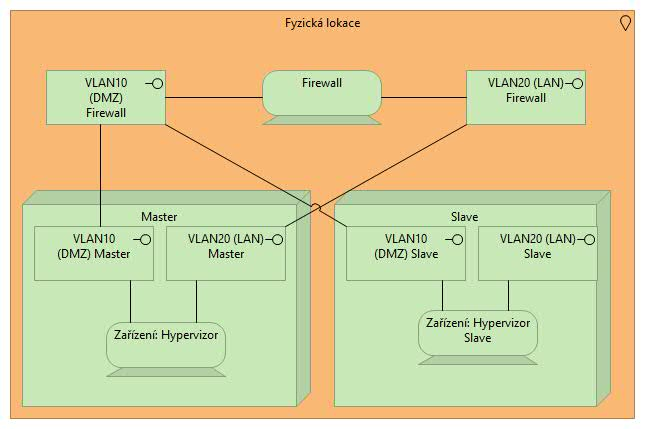 Fyzická lokace
VLAN10
(DMZ)
Firewall
Firewall
VLAN20 (LAN)
Firewall
Master
VLAN10
(DMZ) Master
VLAN20 (LAN)
Master
Zařízení: Hypervizor
Slave
VLAN10
(DMZ) Slave
VLAN20 (LAN)
Slave
Zařízení: Hypervizor
Slave